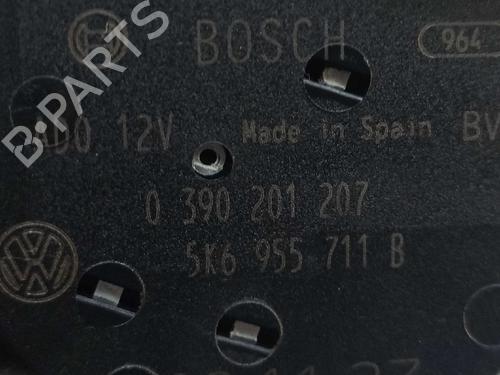 BOSCH
964
12V Made in Spain
0 390 201 207
5K6 955 711 B
B-PARTS